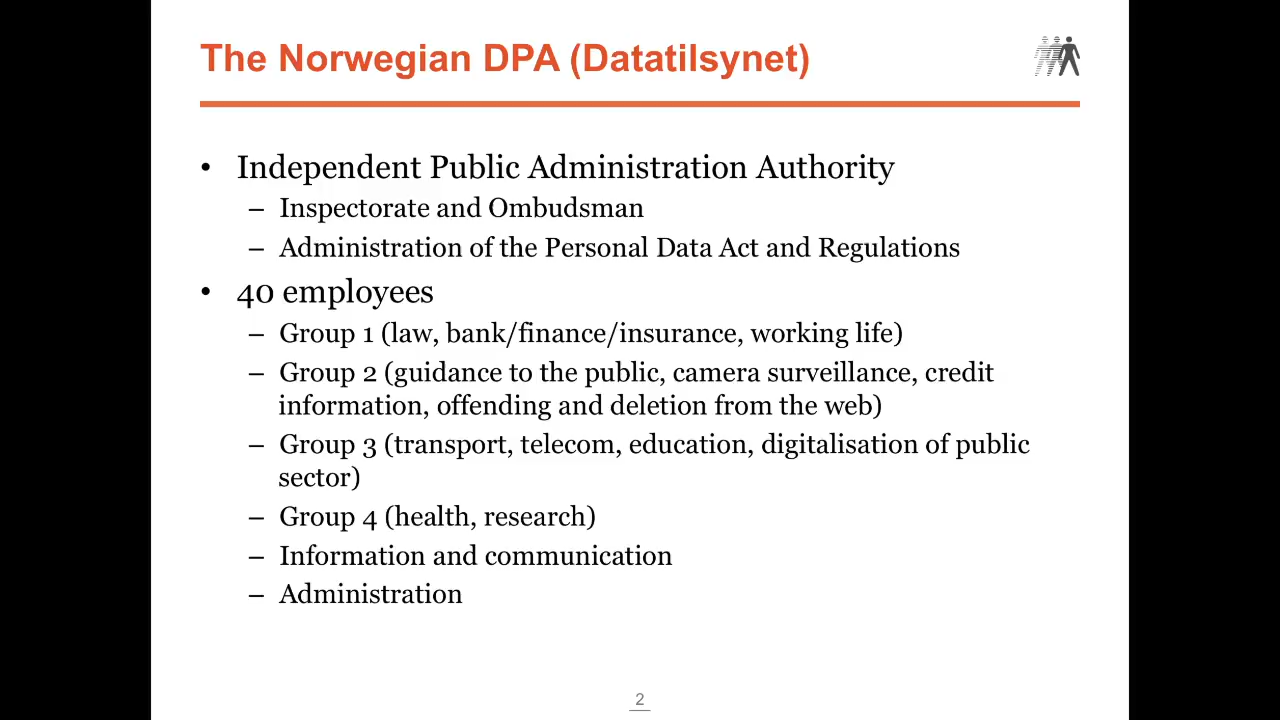 The Norwegian DPA (Datatilsynet)
• Independent Public Administration Authority
– Inspectorate and Ombudsman
– Administration of the Personal Data Act and Regulations
• 40 employees
– Group 1 (law, bank/finance/insurance, working life)
– Group 2 (guidance to the public, camera surveillance, credit
information, offending and deletion from the web)
– Group 3 (transport, telecom, education, digitalisation of public
sector)
– Group 4 (health, research)
– Information and communication
– Administration
2